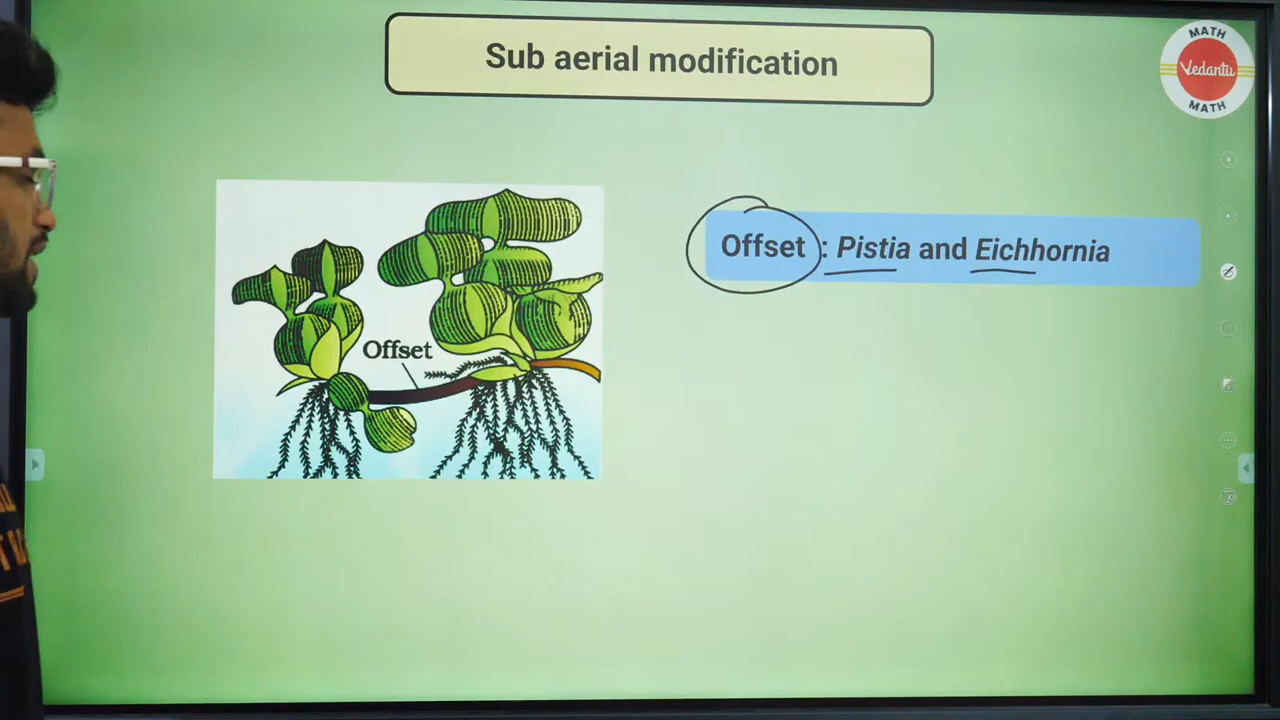 Sub aerial modification
MATH
Vedantu
MATH
Offset : Pistia and Eichhornia
Offset